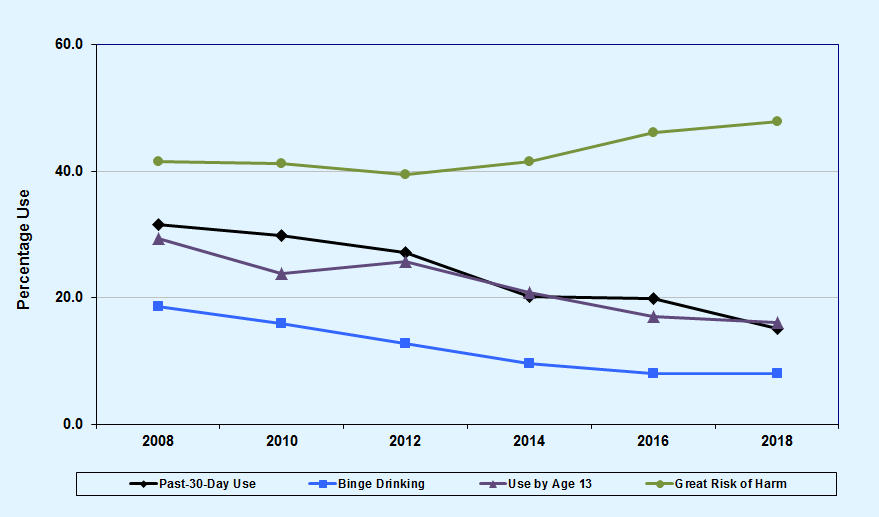 60.0
40.0
20.0
0.0
Percentage Use
2008 2010 2012 2014 2016 2018
Past-30-Day Use Binge Drinking Use by Age 13 Great Risk of Harm